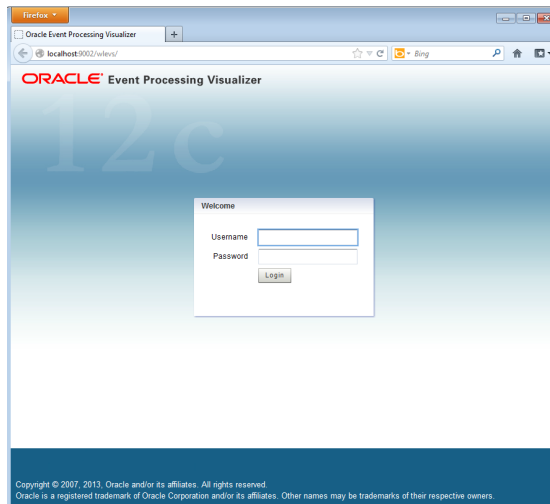 Firefox
Oracle Event Processing Visualizer
localhost:9002/wlevs/
Bing
ORACLE Event Processing Visualizer
12c
Welcome
Username
Password
Login
Copyright © 2007, 2013, Oracle and/or its affiliates. All rights reserved.
Oracle is a registered trademark of Oracle Corporation and/or its affiliates. Other names may be trademarks of their respective owners.